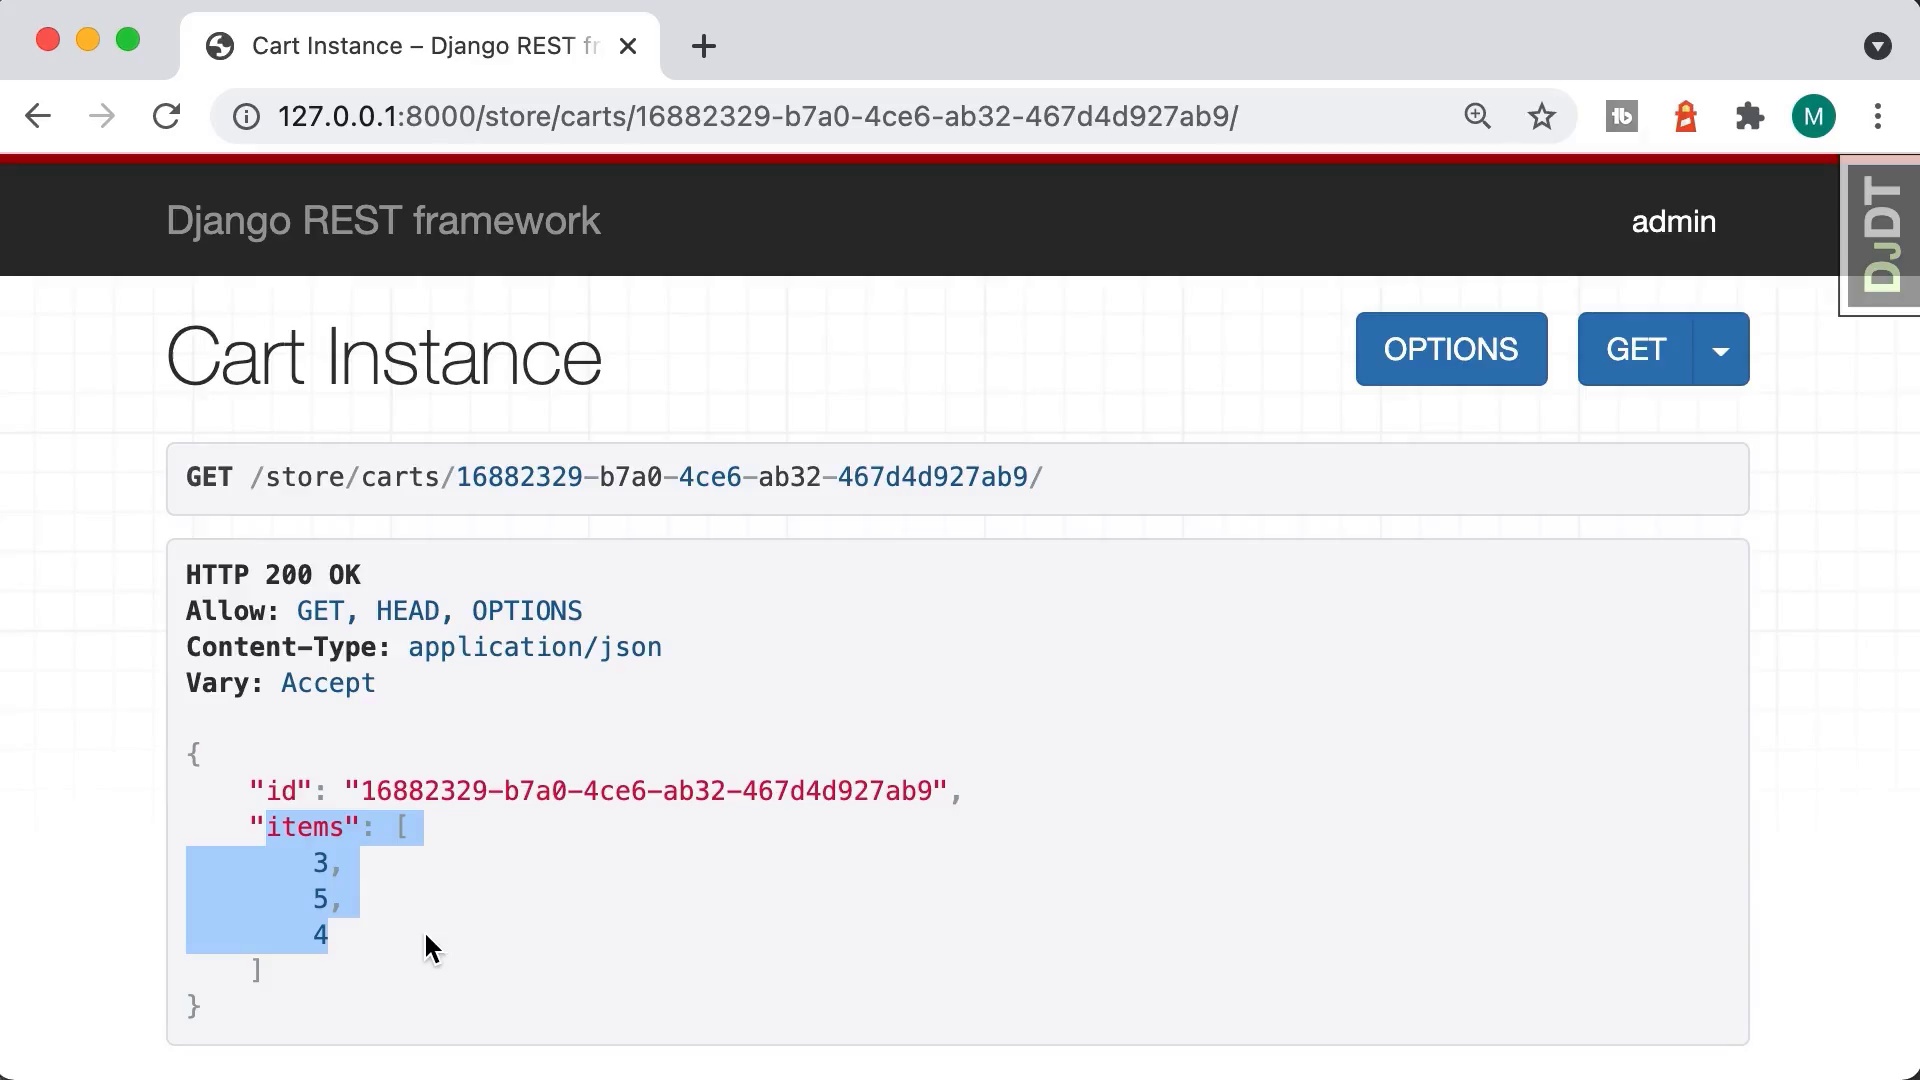 Cart Instance – Django REST fr
127.0.0.1:8000/store/carts/16882329-b7a0-4ce6-ab32-467d4d927ab9/
tb
M
Django REST framework
admin
DJDT
Cart Instance
OPTIONS
GET
GET /store/carts/16882329-b7a0-4ce6-ab32-467d4d927ab9/
HTTP 200 OK
Allow: GET, HEAD, OPTIONS
Content-Type: application/json
Vary: Accept
{
"id": "16882329-b7a0-4ce6-ab32-467d4d927ab9",
"items": [
3,
5,
4
]
}